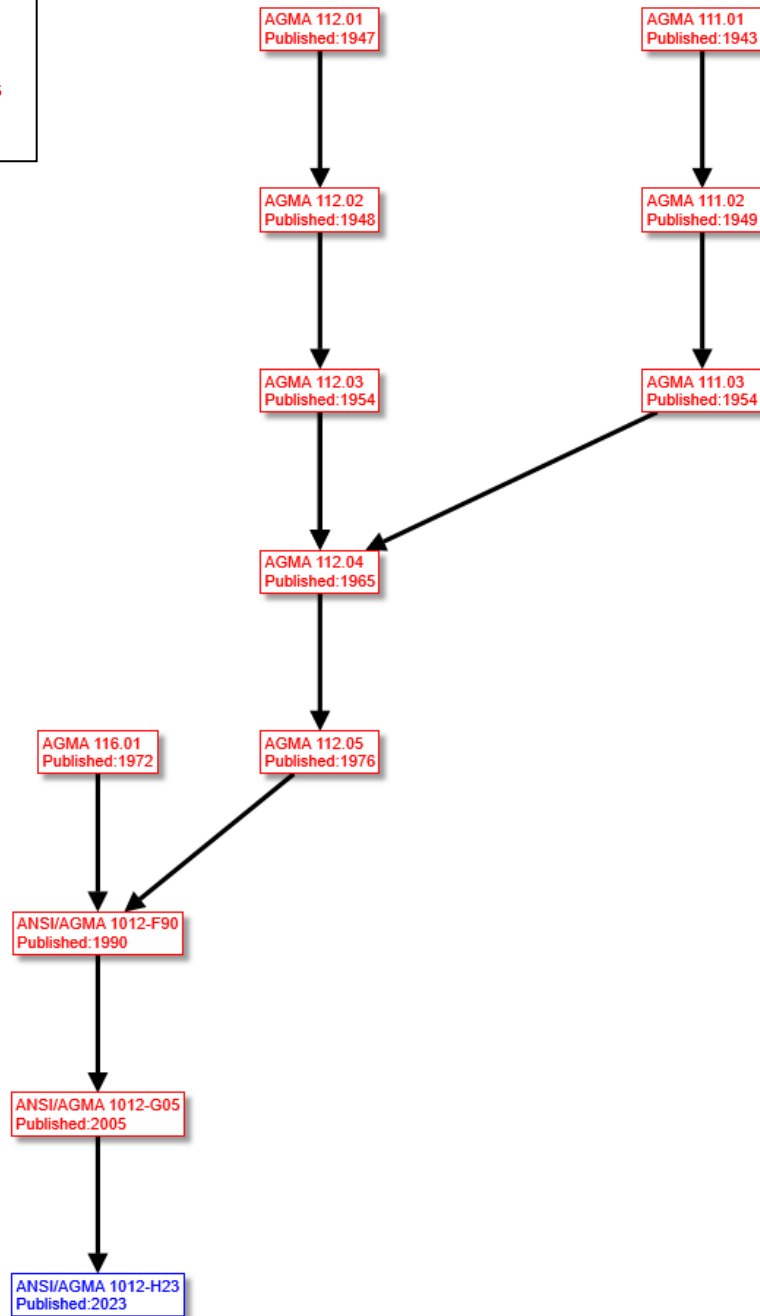 AGMA 112.01
Published:1947
AGMA 111.01
Published:1943
AGMA 112.02
Published:1948
AGMA 111.02
Published:1949
AGMA 112.03
Published:1954
AGMA 111.03
Published:1954
AGMA 112.04
Published:1965
AGMA 116.01
Published:1972
AGMA 112.05
Published:1976
ANSI/AGMA 1012-F90
Published:1990
ANSI/AGMA 1012-G05
Published:2005
ANSI/AGMA 1012-H23
Published:2023